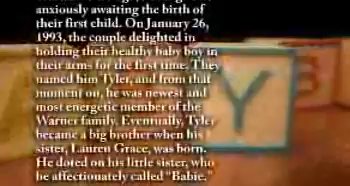 anxiously awaiting the birth of
their first child. On January 26,
1993, the couple delighted in
holding their healthy baby boy in
their arms for the first time. They
named him Tyler, and from that
moment on, he was newest and
most energetic member of the
Warner family. Eventually, Tyler
became a big brother when his
sister, Lauren Grace, was born.
He doted on his little sister, who
he affectionately called "Babie."
Y
B